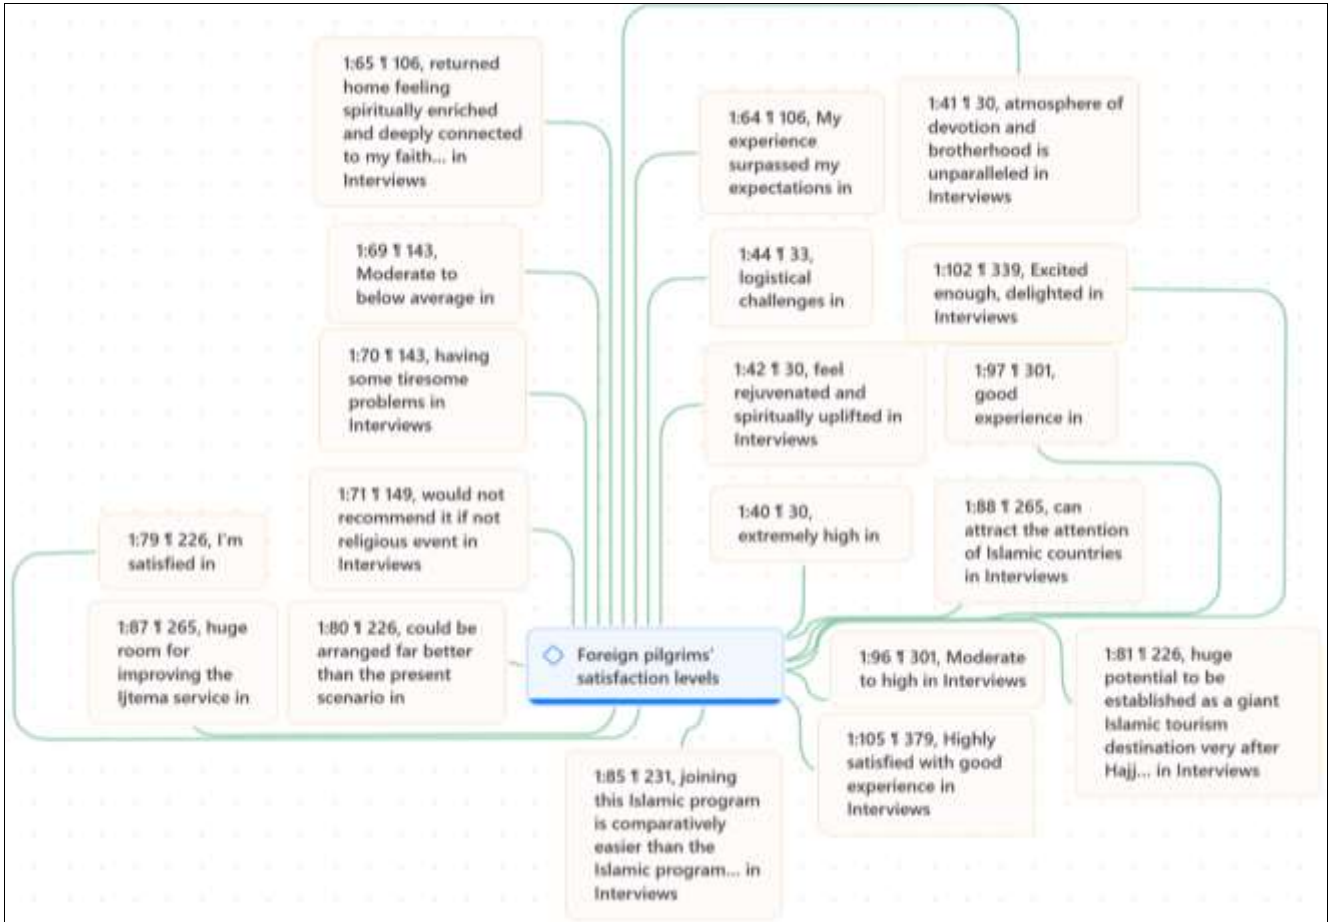 1:65 ¶ 106, returned
home feeling
spiritually enriched
and deeply connected
to my faith... in
Interviews
1:64 ¶ 106, My
experience
surpassed my
expectations in
1:41 ¶ 30, atmosphere of
devotion and
brotherhood is
unparalleled in
Interviews
1:69 ¶ 143,
Moderate to
below average in
1:44 ¶ 33,
logistical
challenges in
1:102 ¶ 339, Excited
enough, delighted in
Interviews
1:70 ¶ 143, having
some tiresome
problems in
Interviews
1:42 ¶ 30, feel
rejuvenated and
spiritually uplifted in
Interviews
1:97 ¶ 301,
good
experience in
1:71 ¶ 149, would not
recommend it if not
religious event in
Interviews
1:40 ¶ 30,
extremely high in
1:88 ¶ 265, can
attract the attention
of Islamic countries
in Interviews
1:79 ¶ 226, I'm
satisfied in
1:87 ¶ 265, huge
room for
improving the
Ijtema service in
1:80 ¶ 226, could be
arranged far better
than the present
scenario in
Foreign pilgrims'
satisfaction levels
1:96 ¶ 301, Moderate
to high in Interviews
1:81 ¶ 226, huge
potential to be
established as a giant
Islamic tourism
destination very after
Hajj... in Interviews
1:105 ¶ 379, Highly
satisfied with good
experience in
Interviews
1:85 ¶ 231, joining
this Islamic program
is comparatively
easier than the
Islamic program... in
Interviews